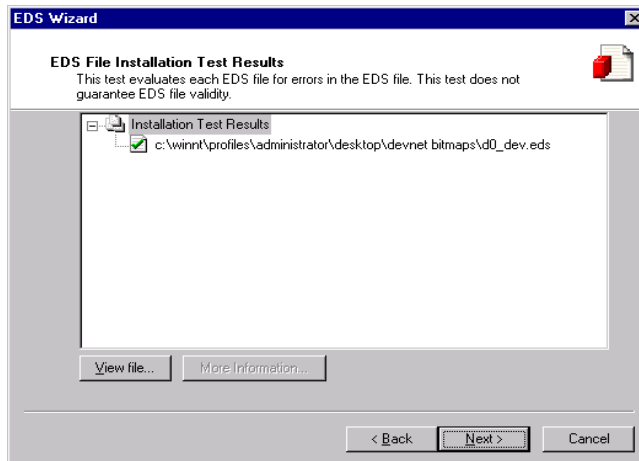 EDS Wizard
EDS File Installation Test Results
This test evaluates each EDS file for errors in the EDS file. This test does not
guarantee EDS file validity.
Installation Test Results
c:\winnt\profiles\administrator\desktop\devnet bitmaps\d0_dev.eds
View file...
More Information...
< Back
Next >
Cancel